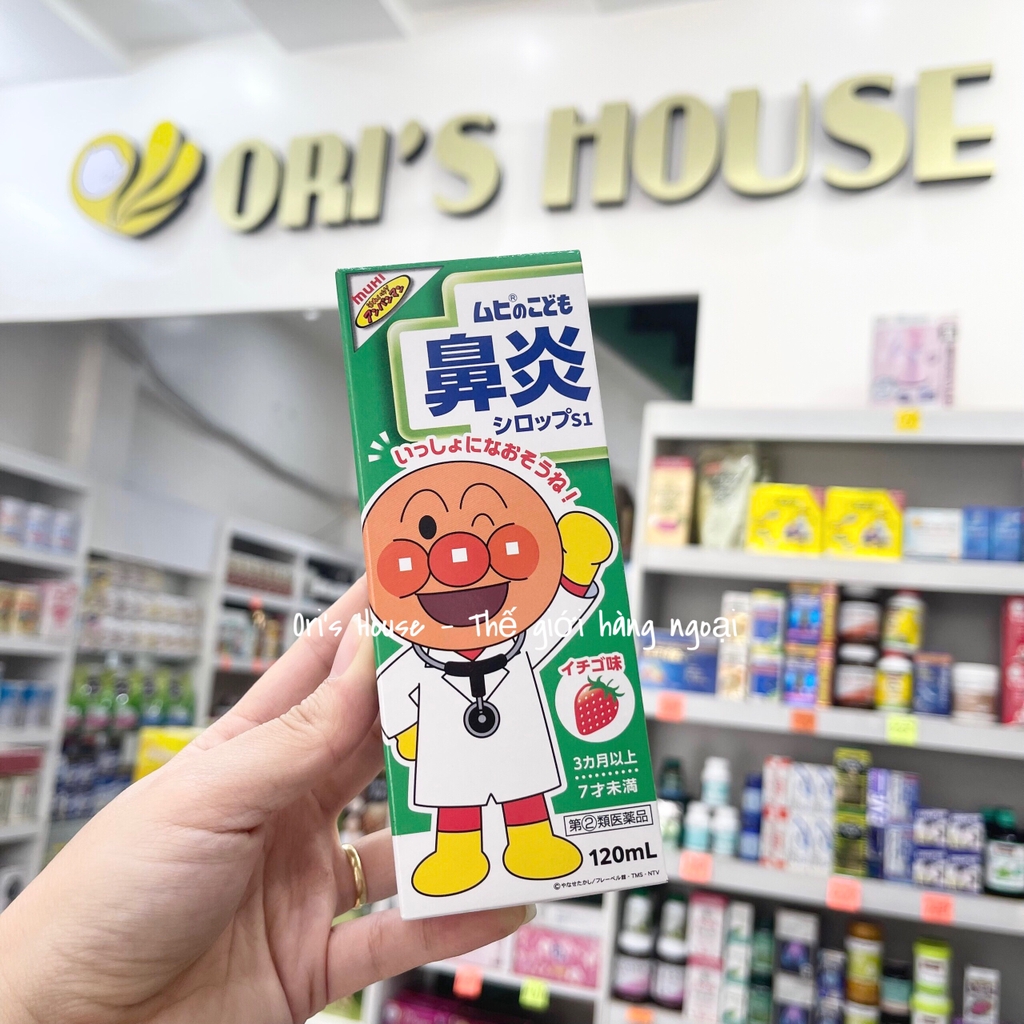 ORI'S HOUSE
MUHI
それいけ!
アンパンマン
ムヒ®のこども
鼻炎
シロップS1
いっしょになおそうね!
Ori's House - Thế giới hàng ngoại
イチゴ味
3カ月以上
7才未満
第②類医薬品
120mL
©やなせたかし/フレーベル館・TMS・NTV